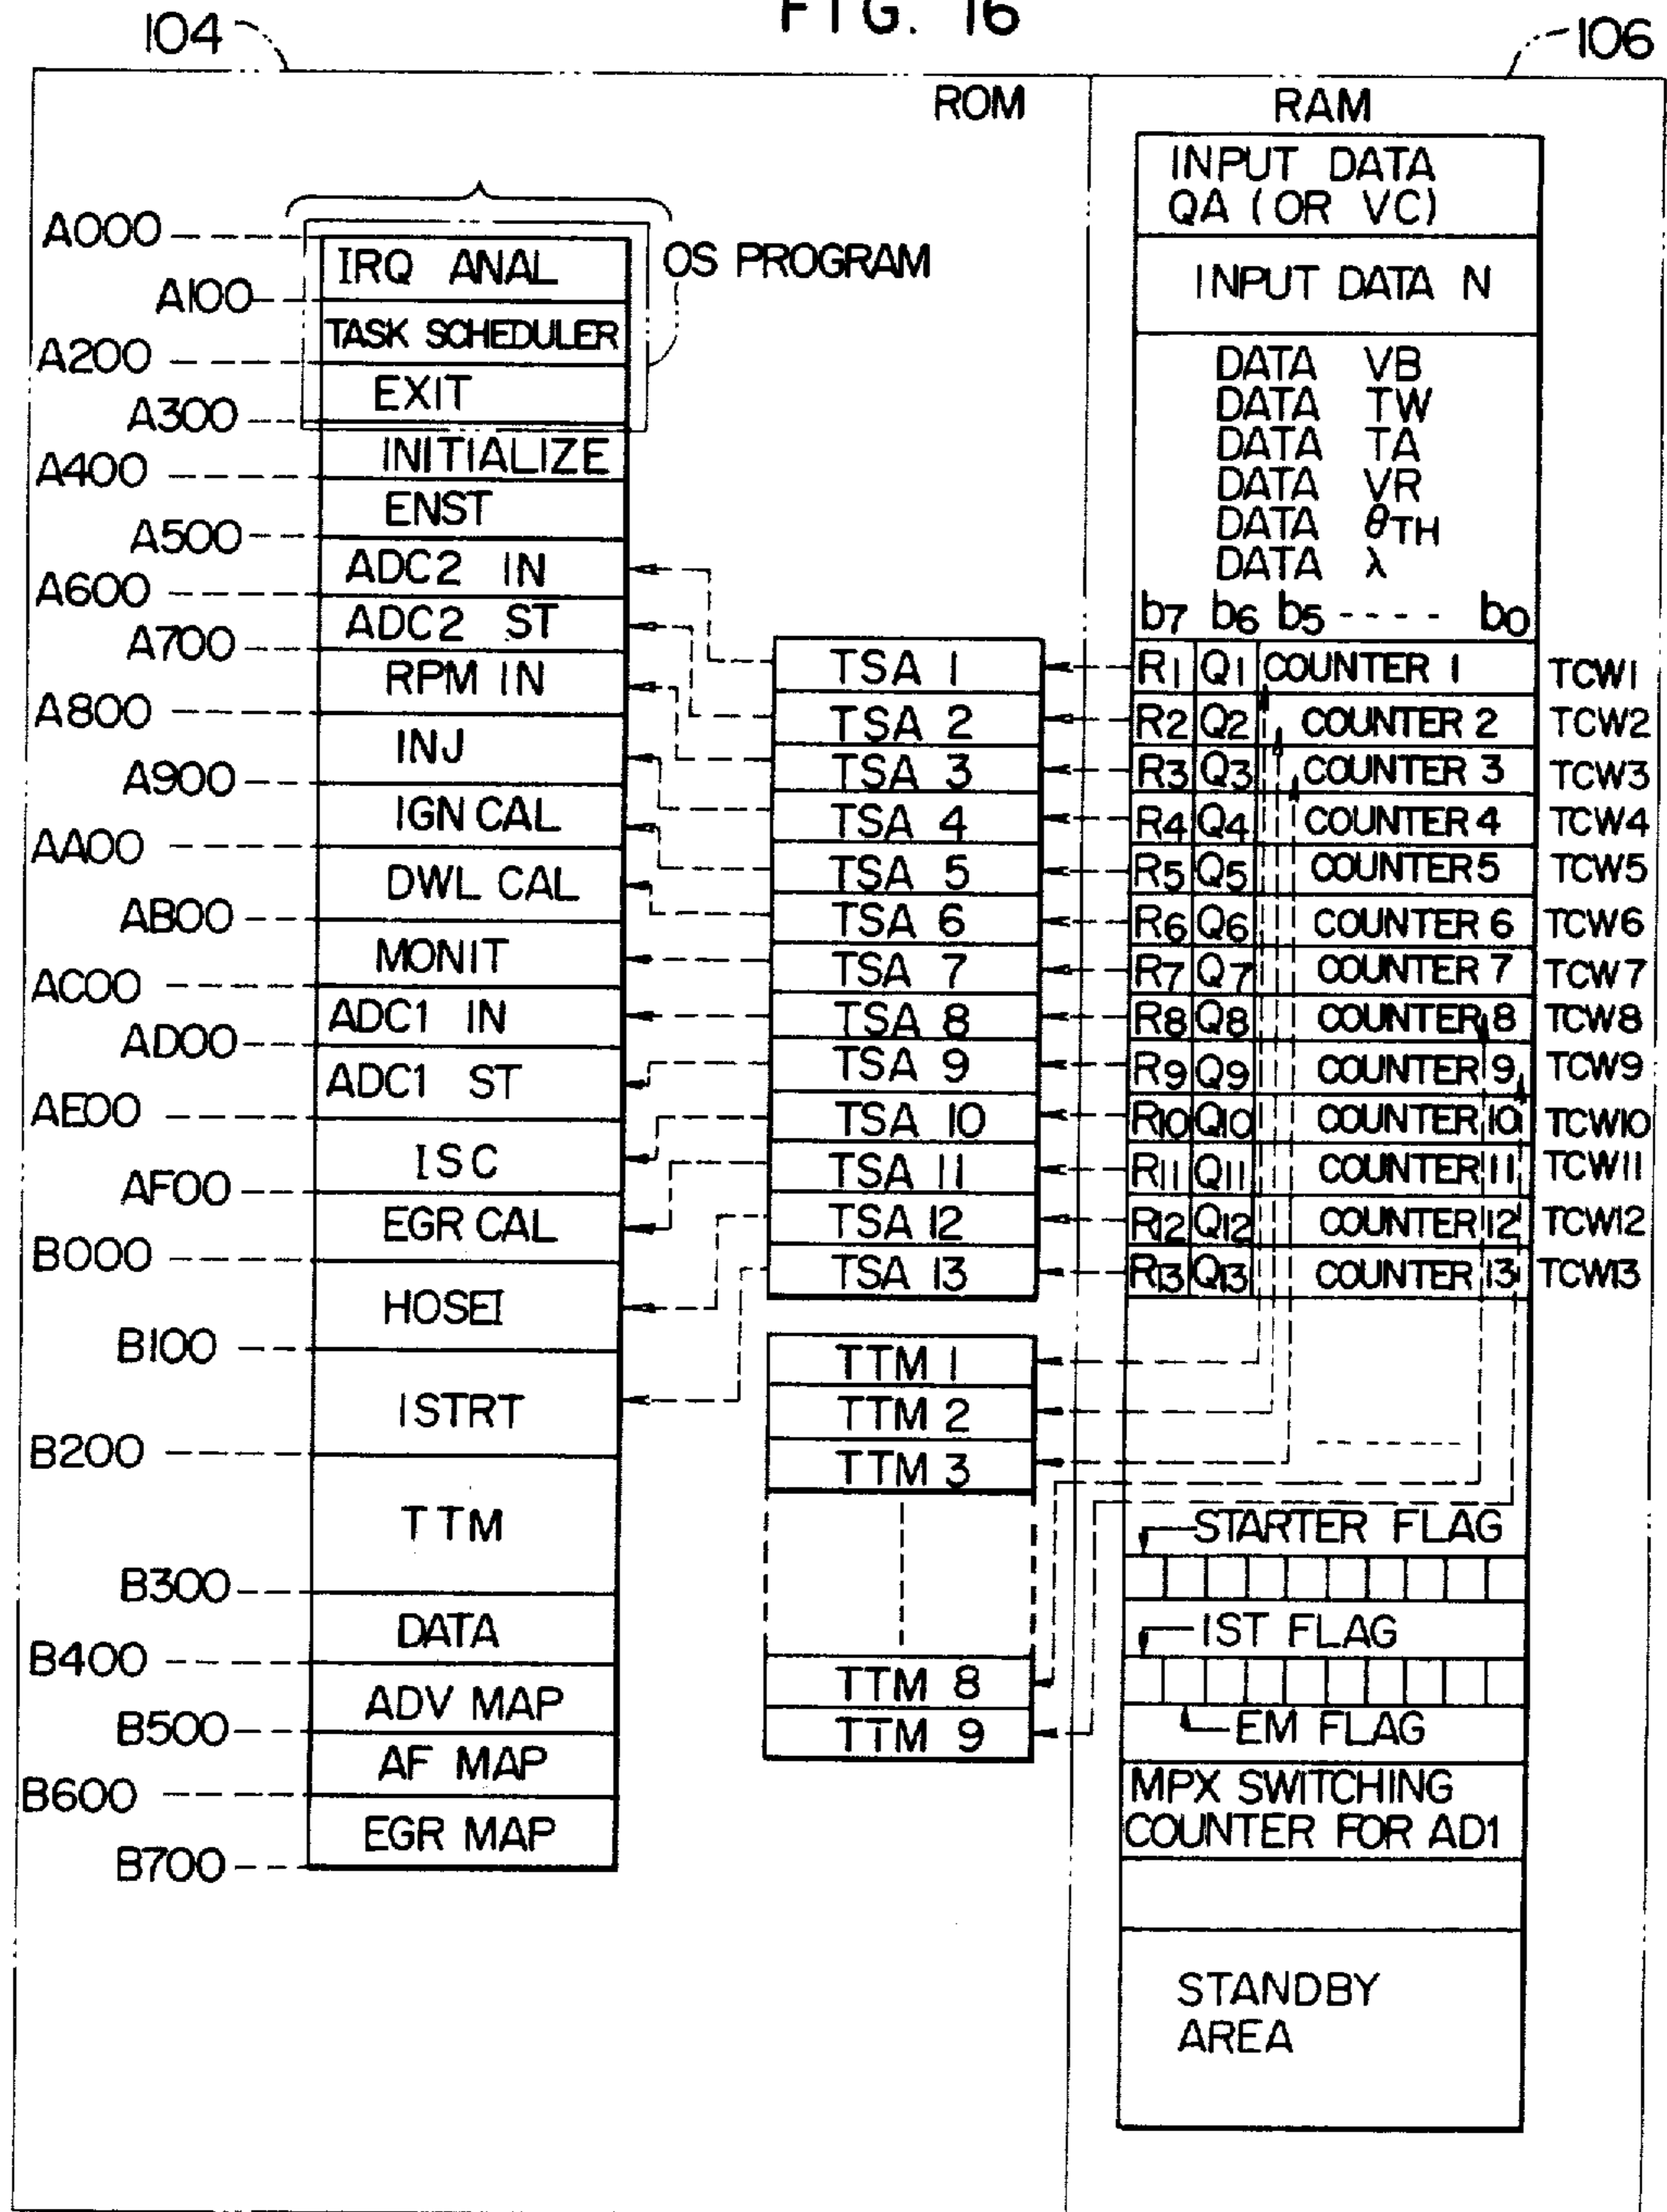 FIG. 16
104
106
ROM
RAM
A000
A100
A200
A300
A400
A500
A600
A700
A800
A900
AA00
AB00
AC00
AD00
AE00
AF00
B000
B100
B200
B300
B400
B500
B600
B700
IRQ ANAL
TASK SCHEDULER
EXIT
OS PROGRAM
INITIALIZE
ENST
ADC2 IN
ADC2 ST
RPM IN
INJ
IGN CAL
DWL CAL
MONIT
ADC1 IN
ADC1 ST
ISC
EGR CAL
HOSEI
ISTRT
TTM
DATA
ADV MAP
AF MAP
EGR MAP
TSA 1
TSA 2
TSA 3
TSA 4
TSA 5
TSA 6
TSA 7
TSA 8
TSA 9
TSA 10
TSA 11
TSA 12
TSA 13
TTM 1
TTM 2
TTM 3
TTM 8
TTM 9
INPUT DATA
QA (OR VC)
INPUT DATA N
DATA VB
DATA TW
DATA TA
DATA VR
DATA θTH
DATA λ
b7 b6 b5 ---- b0
R1 Q1 COUNTER 1 TCW1
R2 Q2 COUNTER 2 TCW2
R3 Q3 COUNTER 3 TCW3
R4 Q4 COUNTER 4 TCW4
R5 Q5 COUNTER 5 TCW5
R6 Q6 COUNTER 6 TCW6
R7 Q7 COUNTER 7 TCW7
R8 Q8 COUNTER 8 TCW8
R9 Q9 COUNTER 9 TCW9
R10 Q10 COUNTER 10 TCW10
R11 Q11 COUNTER 11 TCW11
R12 Q12 COUNTER 12 TCW12
R13 Q13 COUNTER 13 TCW13
STARTER FLAG
IST FLAG
EM FLAG
MPX SWITCHING
COUNTER FOR AD1
STANDBY
AREA